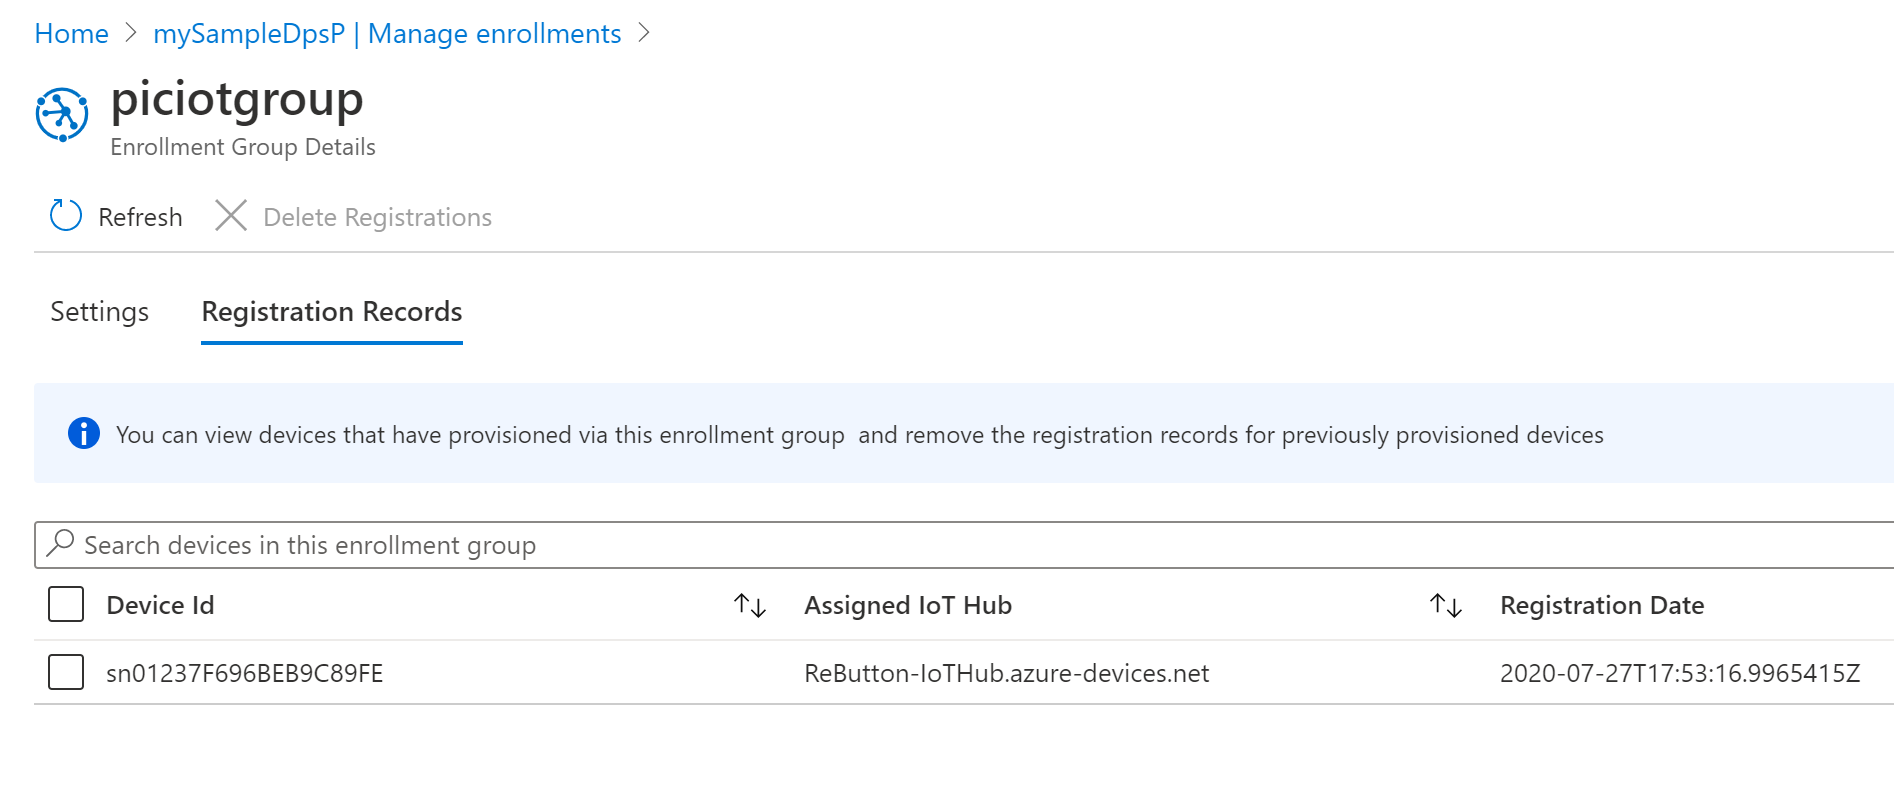 Home > mySampleDpsP | Manage enrollments >
piciotgroup
Enrollment Group Details
Refresh Delete Registrations
Settings Registration Records
You can view devices that have provisioned via this enrollment group  and remove the registration records for previously provisioned devices
Search devices in this enrollment group
Device Id ↑↓ Assigned IoT Hub ↑↓ Registration Date
sn01237F696BEB9C89FE ReButton-IoTHub.azure-devices.net 2020-07-27T17:53:16.9965415Z